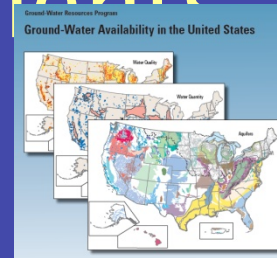 Ground-Water Resources Program
Ground-Water Availability in the United States
Water Quality
Water Quantity
Aquifers